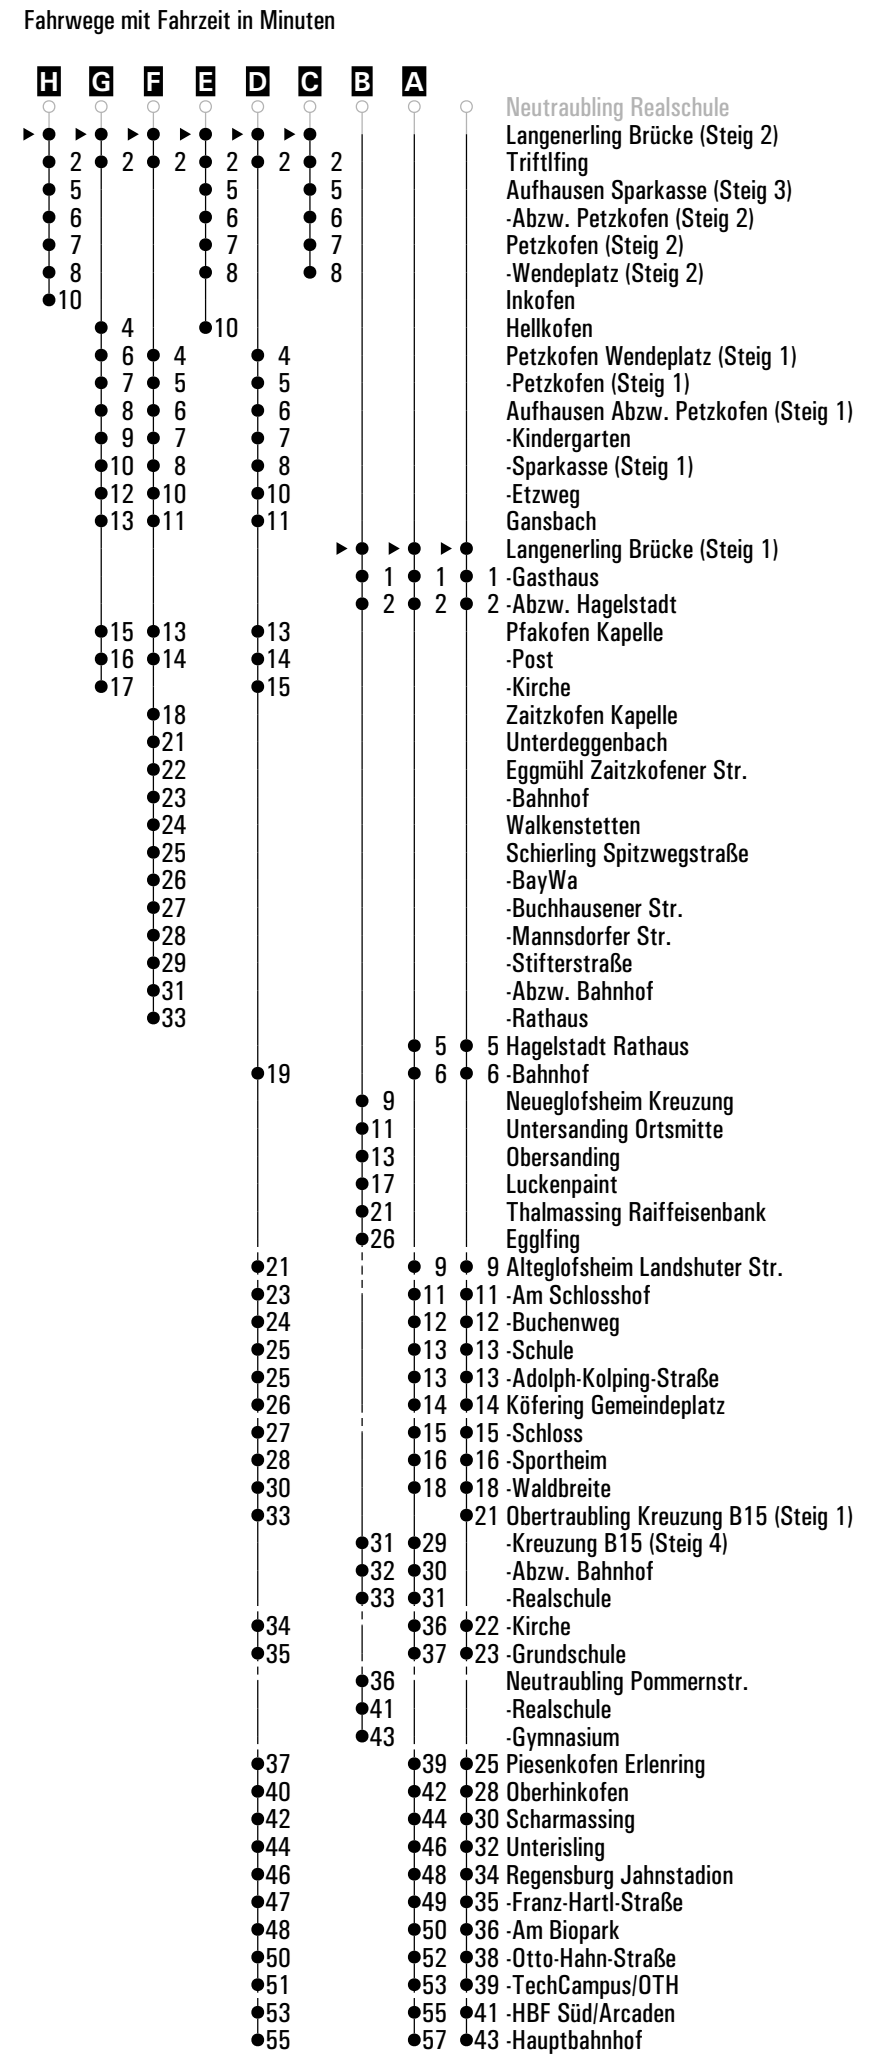 Fahrwege mit Fahrzeit in Minuten
H G F E D C B A
Neutraubling Realschule
Langenerling Brücke (Steig 2)
2 2 2 2 2 2 Triftlfing
5 5 5 Aufhausen Sparkasse (Steig 3)
6 6 6 -Abzw. Petzkofen (Steig 2)
7 7 7 Petzkofen (Steig 2)
8 8 8 -Wendeplatz (Steig 2)
10 Inkofen
4 10 Hellkofen
6 4 4 Petzkofen Wendeplatz (Steig 1)
7 5 5 -Petzkofen (Steig 1)
8 6 6 Aufhausen Abzw. Petzkofen (Steig 1)
9 7 7 -Kindergarten
10 8 8 -Sparkasse (Steig 1)
12 10 10 -Etzweg
13 11 11 Gansbach
Langenerling Brücke (Steig 1)
1 1 1 -Gasthaus
2 2 2 -Abzw. Hagelstadt
15 13 13 Pfakofen Kapelle
16 14 14 -Post
17 15 -Kirche
18 Zaitzkofen Kapelle
21 Unterdeggenbach
22 Eggmühl Zaitzkofener Str.
23 -Bahnhof
24 Walkenstetten
25 Schierling Spitzwegstraße
26 -BayWa
27 -Buchhausener Str.
28 -Mannsdorfer Str.
29 -Stifterstraße
31 -Abzw. Bahnhof
33 -Rathaus
5 5 Hagelstadt Rathaus
19 6 6 -Bahnhof
9 Neueglofsheim Kreuzung
11 Untersanding Ortsmitte
13 Obersanding
17 Luckenpaint
21 Thalmassing Raiffeisenbank
26 Egglfing
21 9 9 Alteglofsheim Landshuter Str.
23 11 11 -Am Schlosshof
24 12 12 -Buchenweg
25 13 13 -Schule
25 13 13 -Adolph-Kolping-Straße
26 14 14 Köfering Gemeindeplatz
27 15 15 -Schloss
28 16 16 -Sportheim
30 18 18 -Waldbreite
33 21 Obertraubling Kreuzung B15 (Steig 1)
31 29 -Kreuzung B15 (Steig 4)
32 30 -Abzw. Bahnhof
33 31 -Realschule
34 36 22 -Kirche
35 37 23 -Grundschule
36 Neutraubling Pommernstr.
41 -Realschule
43 -Gymnasium
37 39 25 Piesenkofen Erlenring
40 42 28 Oberhinkofen
42 44 30 Scharmassing
44 46 32 Unterisling
46 48 34 Regensburg Jahnstadion
47 49 35 -Franz-Hartl-Straße
48 50 36 -Am Biopark
50 52 38 -Otto-Hahn-Straße
51 53 39 -TechCampus/OTH
53 55 41 -HBF Süd/Arcaden
55 57 43 -Hauptbahnhof